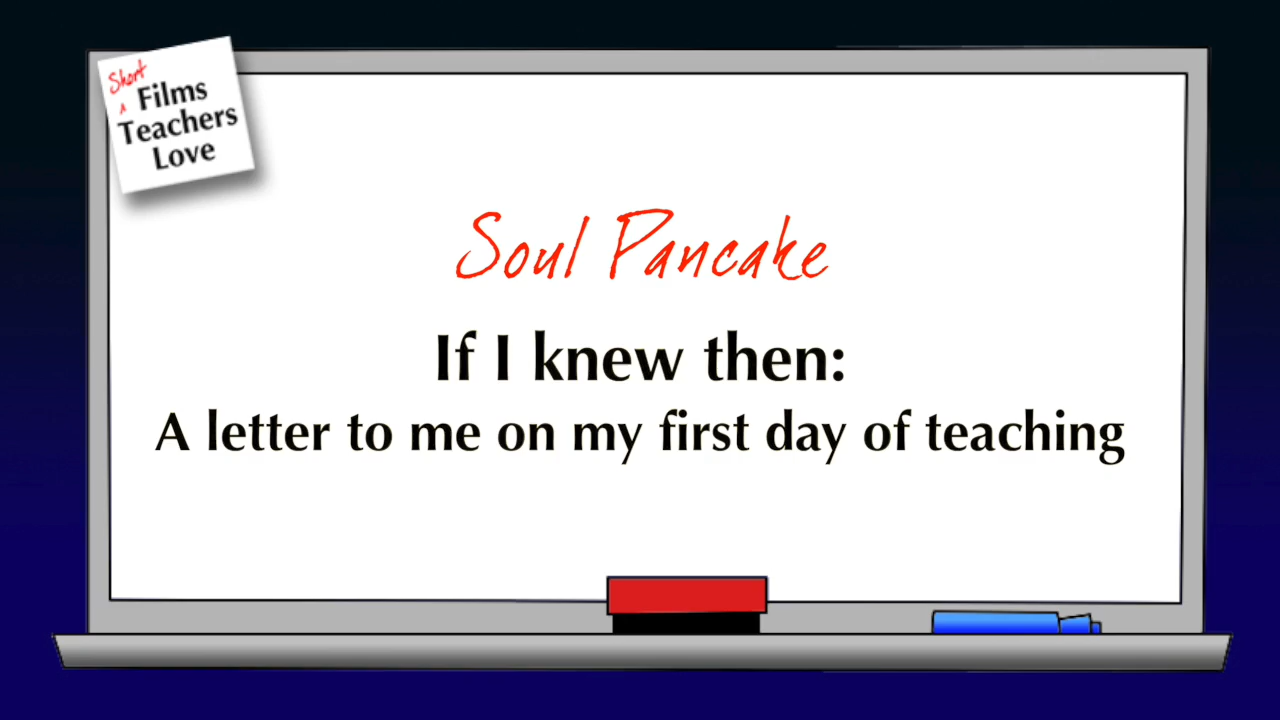 Short
^ Films
Teachers
Love
Soul Pancake
If I knew then:
A letter to me on my first day of teaching